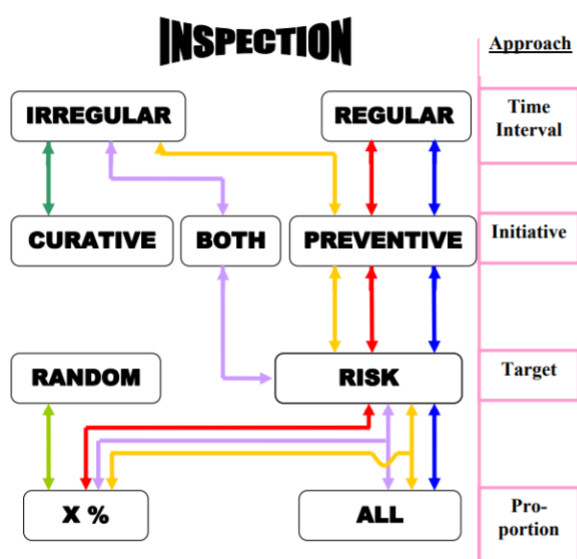 INSPECTION
Approach
IRREGULAR
REGULAR
Time
Interval
CURATIVE
BOTH
PREVENTIVE
Initiative
RANDOM
RISK
Target
X %
ALL
Pro-
portion